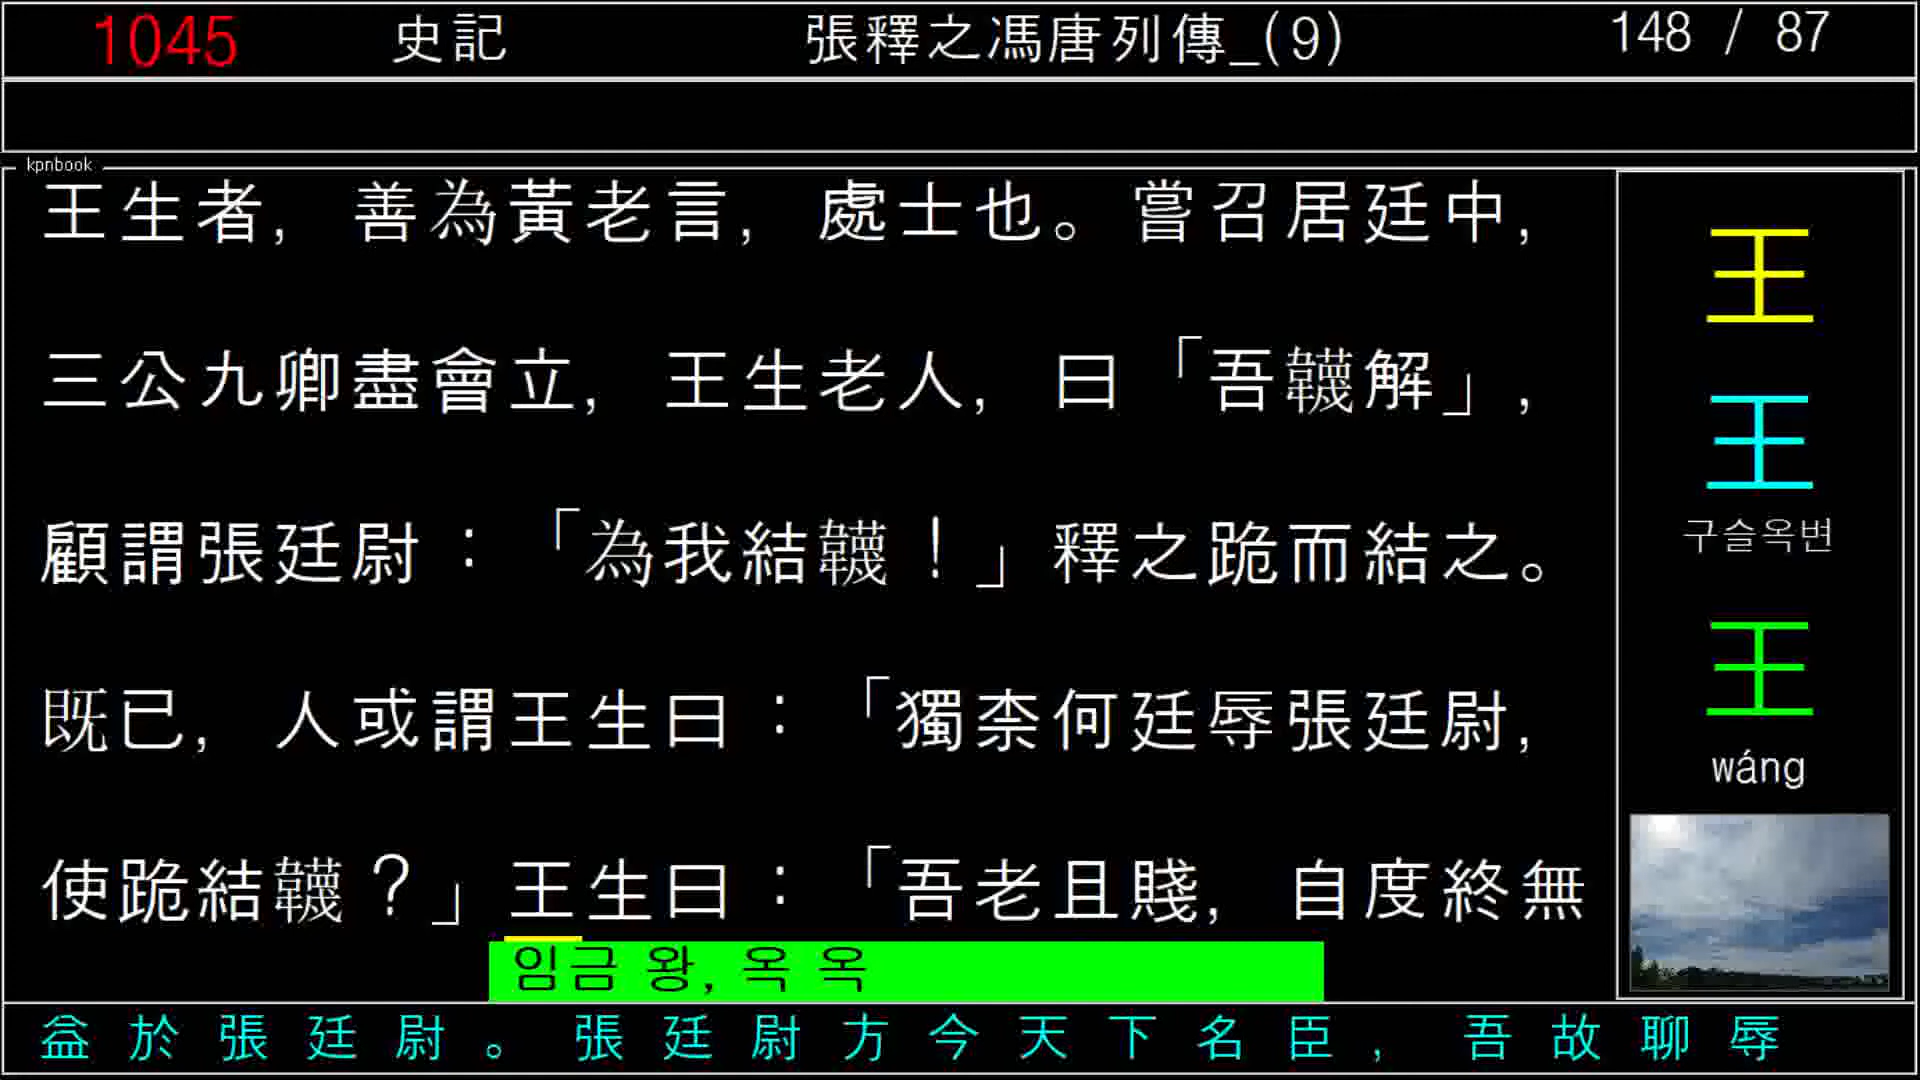 1045 史記 張釋之馮唐列傳_(9) 148 / 87
kpnbook
王生者, 善為黃老言, 處士也。嘗召居廷中,
三公九卿盡會立, 王生老人, 曰「吾韤解」,
顧謂張廷尉：「為我結韤！」釋之跪而結之。
既已, 人或謂王生曰：「獨柰何廷辱張廷尉,
使跪結韤？」王生曰：「吾老且賤, 自度終無
임금 왕, 옥 옥
益於張廷尉。張廷尉方今天下名臣, 吾故聊辱
王
王
구슬옥변
王
wáng